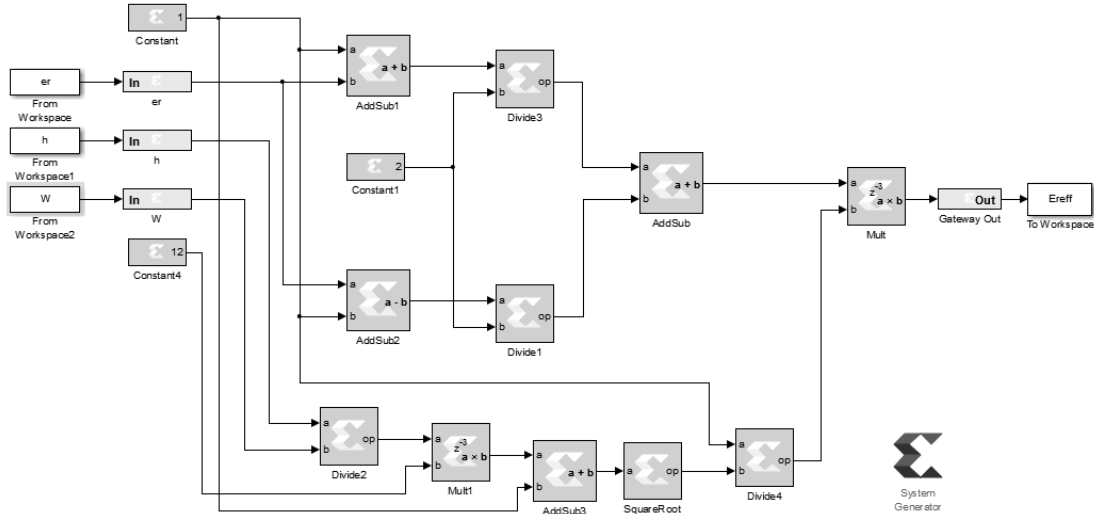 1
Constant
er
From
Workspace
In
er
h
From
Workspace1
In
h
W
From
Workspace2
In
W
12
Constant4
a
b
a + b
AddSub1
a
b
op
Divide3
2
Constant1
a
b
a + b
AddSub
a
b
z-3
a × b
Mult
Out
Gateway Out
Ereff
To Workspace
a
b
a - b
AddSub2
a
b
op
Divide1
a
b
op
Divide2
a
b
z-3
a × b
Mult1
a
b
a + b
AddSub3
a
op
SquareRoot
a
b
op
Divide4
System
Generator